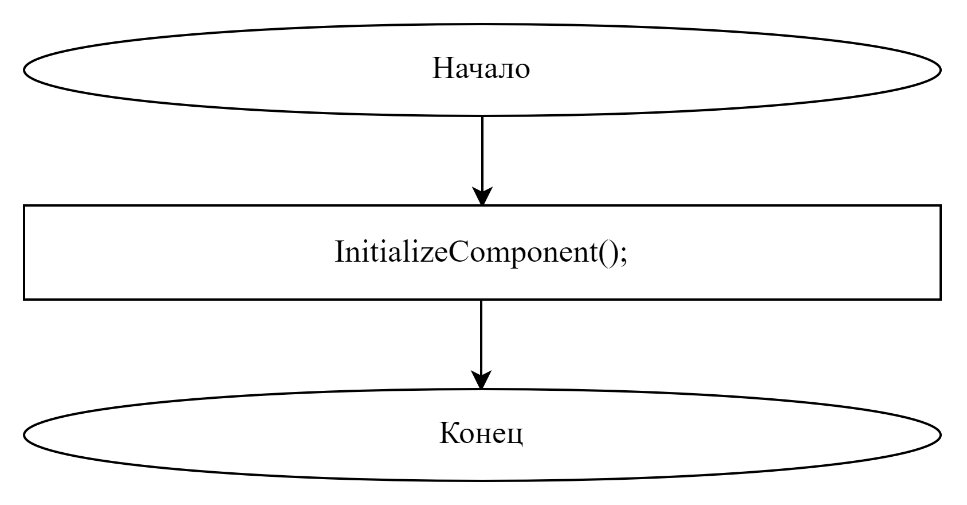 Начало
InitializeComponent();
Конец